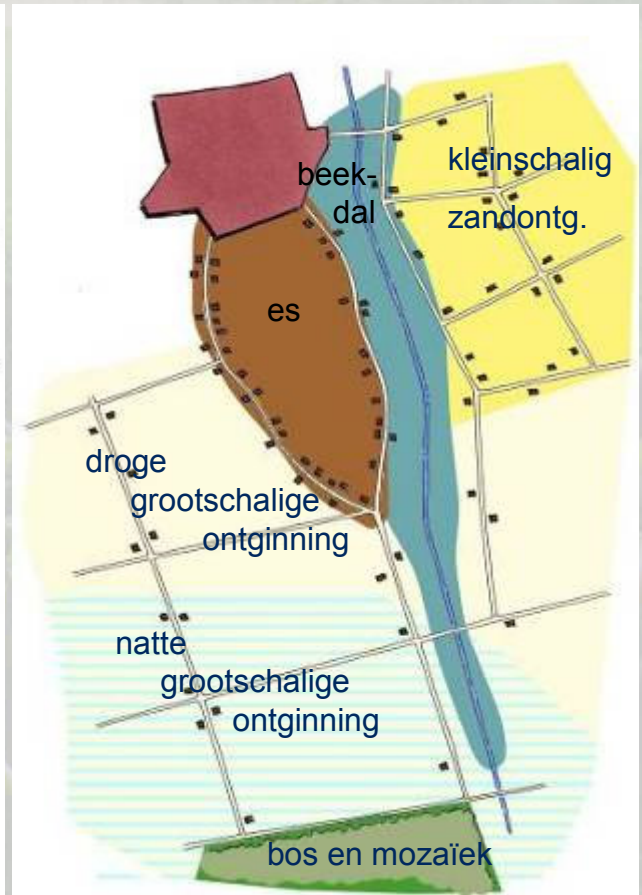 beek-
dal
kleinschalig
zandontg.
es
droge
grootschalige
ontginning
natte
grootschalige
ontginning
bos en mozaïek